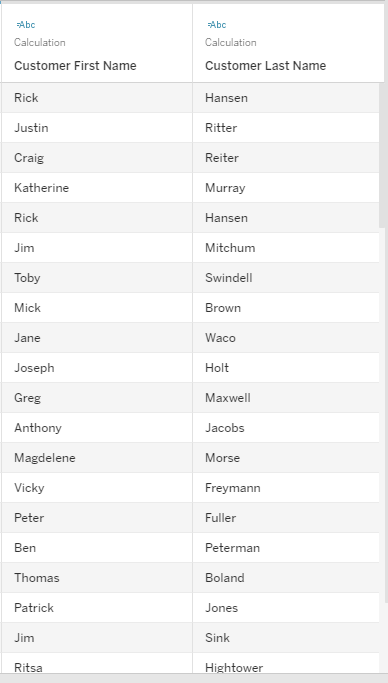 =Abc =Abc
Calculation Calculation
Customer First Name Customer Last Name
Rick Hansen
Justin Ritter
Craig Reiter
Katherine Murray
Rick Hansen
Jim Mitchum
Toby Swindell
Mick Brown
Jane Waco
Joseph Holt
Greg Maxwell
Anthony Jacobs
Magdelene Morse
Vicky Freymann
Peter Fuller
Ben Peterman
Thomas Boland
Patrick Jones
Jim Sink
Ritsa Hightower